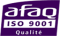 afaq
ISO 9001
Qualité